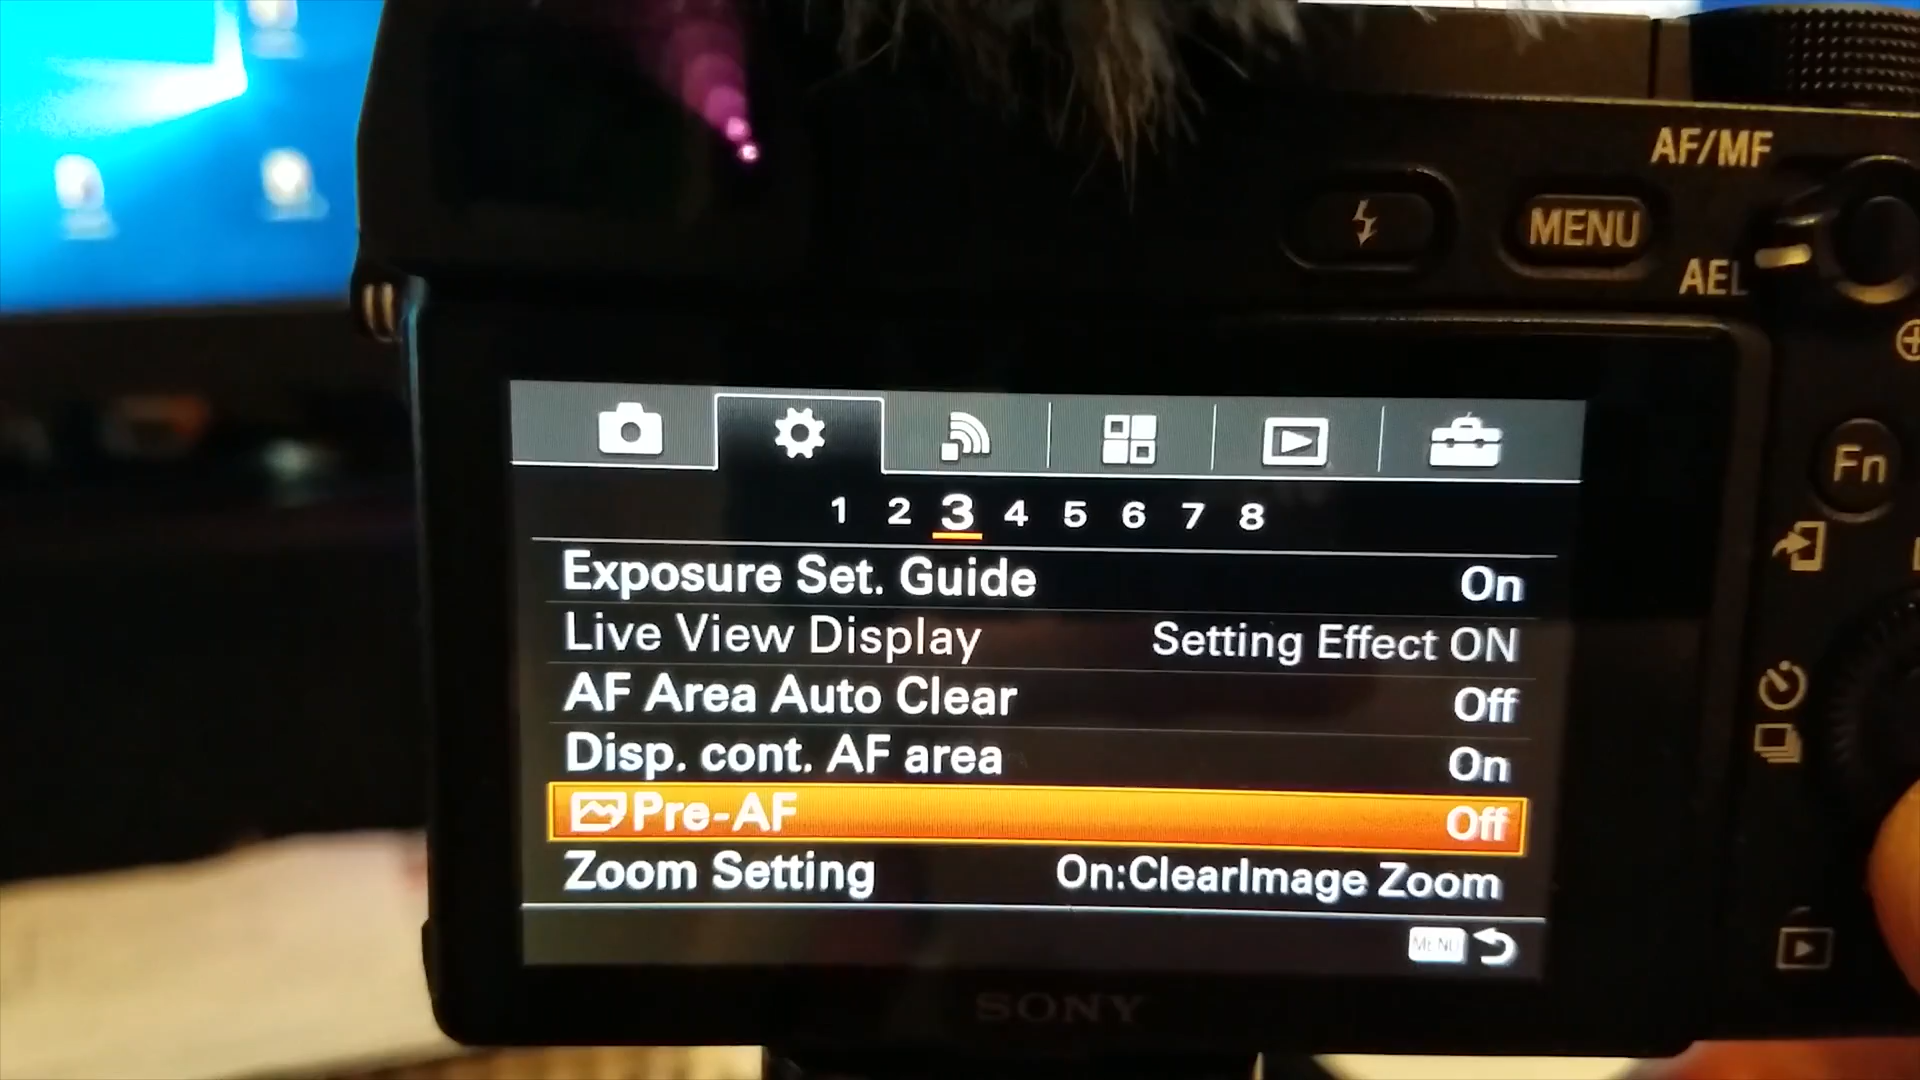 AF/MF
MENU
AEL
Fn
1 2 3 4 5 6 7 8
Exposure Set. Guide On
Live View Display Setting Effect ON
AF Area Auto Clear Off
Disp. cont. AF area On
Pre-AF Off
Zoom Setting On:ClearImage Zoom
MENU
SONY